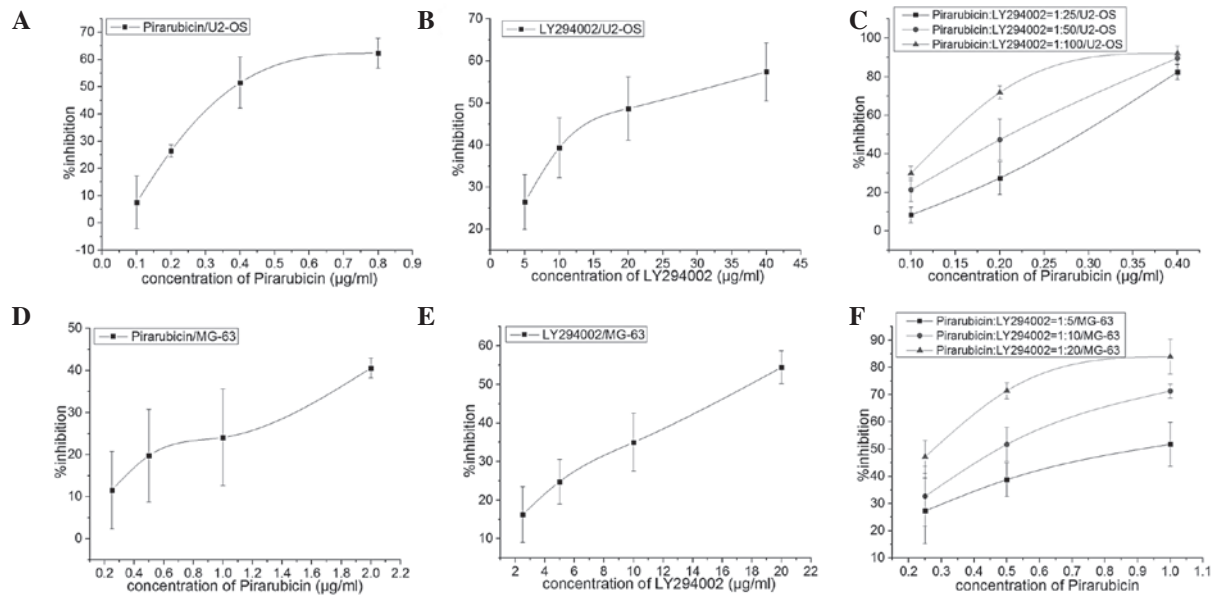 A
Pirarubicin/U2-OS
%inhibition
70
60
50
40
30
20
10
0
-10
0.0 0.1 0.2 0.3 0.4 0.5 0.6 0.7 0.8 0.9
concentration of Pirarubicin (µg/ml)
B
LY294002/U2-OS
%inhibition
70
60
50
40
30
20
0 5 10 15 20 25 30 35 40 45
concentration of LY294002 (µg/ml)
C
Pirarubicin:LY294002=1:25/U2-OS
Pirarubicin:LY294002=1:50/U2-OS
Pirarubicin:LY294002=1:100/U2-OS
%inhibition
100
80
60
40
20
0
0.10 0.15 0.20 0.25 0.30 0.35 0.40
concentration of Pirarubicin (µg/ml)
D
Pirarubicin/MG-63
%inhibition
50
40
30
20
10
0
0.2 0.4 0.6 0.8 1.0 1.2 1.4 1.6 1.8 2.0 2.2
concentration of Pirarubicin (µg/ml)
E
LY294002/MG-63
%inhibition
60
50
40
30
20
10
2 4 6 8 10 12 14 16 18 20 22
concentration of LY294002 (µg/ml)
F
Pirarubicin:LY294002=1:5/MG-63
Pirarubicin:LY294002=1:10/MG-63
Pirarubicin:LY294002=1:20/MG-63
%inhibition
90
80
70
60
50
40
30
20
10
0.2 0.3 0.4 0.5 0.6 0.7 0.8 0.9 1.0 1.1
concentration of Pirarubicin